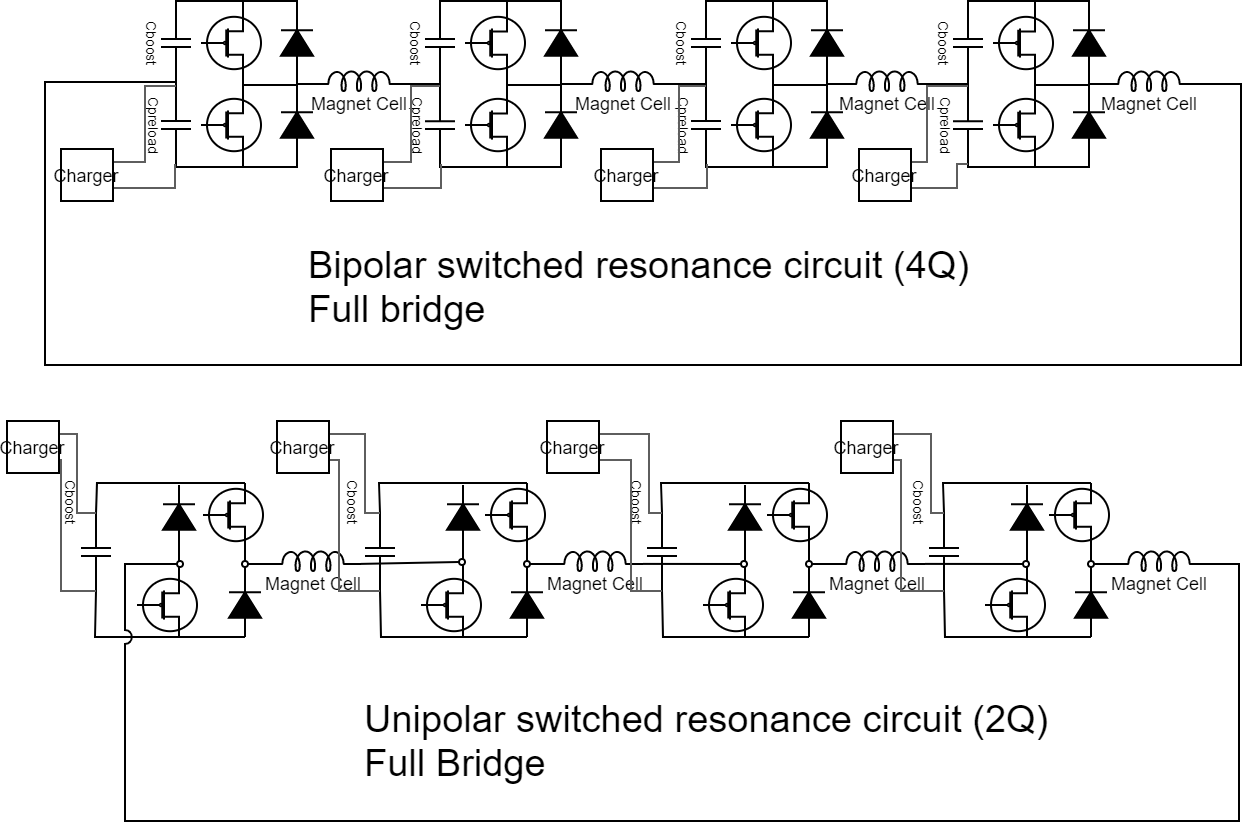 Cboost
Cboost
Cboost
Cboost
Magnet Cell
Magnet Cell
Magnet Cell
Magnet Cell
Cpreload
Cpreload
Cpreload
Cpreload
Charger
Charger
Charger
Charger
Bipolar switched resonance circuit (4Q)
Full bridge
Charger
Charger
Charger
Charger
Cboost
Cboost
Cboost
Cboost
Magnet Cell
Magnet Cell
Magnet Cell
Magnet Cell
Unipolar switched resonance circuit (2Q)
Full Bridge